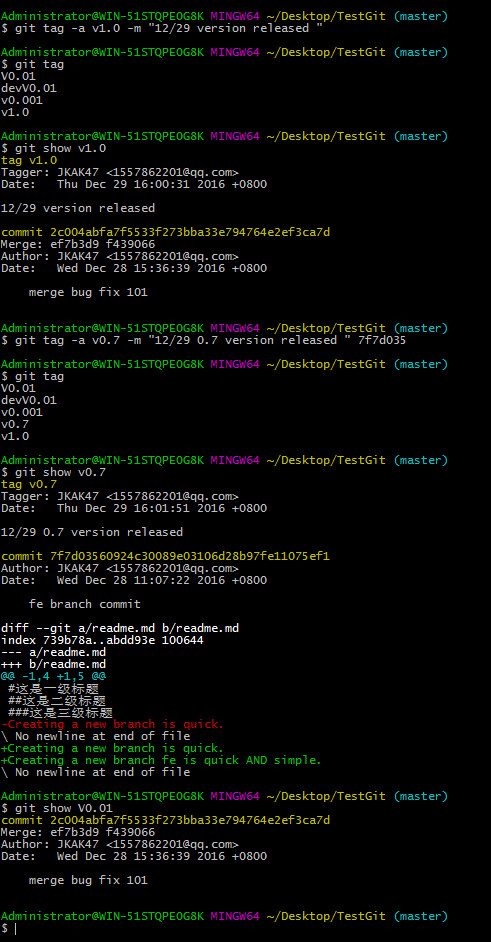 Administrator@WIN-51STQPEOG8K MINGW64 ~/Desktop/TestGit (master)
$ git tag -a v1.0 -m "12/29 version released "
Administrator@WIN-51STQPEOG8K MINGW64 ~/Desktop/TestGit (master)
$ git tag
V0.01
devV0.01
v0.001
v1.0
Administrator@WIN-51STQPEOG8K MINGW64 ~/Desktop/TestGit (master)
$ git show v1.0
tag v1.0
Tagger: JKAK47 <1557862201@qq.com>
Date:   Thu Dec 29 16:00:31 2016 +0800
12/29 version released
commit 2c004abfa7f5533f273bba33e794764e2ef3ca7d
Merge: ef7b3d9 f439066
Author: JKAK47 <1557862201@qq.com>
Date:   Wed Dec 28 15:36:39 2016 +0800
    merge bug fix 101
Administrator@WIN-51STQPEOG8K MINGW64 ~/Desktop/TestGit (master)
$ git tag -a v0.7 -m "12/29 0.7 version released " 7f7d035
Administrator@WIN-51STQPEOG8K MINGW64 ~/Desktop/TestGit (master)
$ git tag
V0.01
devV0.01
v0.001
v0.7
v1.0
Administrator@WIN-51STQPEOG8K MINGW64 ~/Desktop/TestGit (master)
$ git show v0.7
tag v0.7
Tagger: JKAK47 <1557862201@qq.com>
Date:   Thu Dec 29 16:01:51 2016 +0800
12/29 0.7 version released
commit 7f7d03560924c30089e03106d28b97fe11075ef1
Author: JKAK47 <1557862201@qq.com>
Date:   Wed Dec 28 11:07:22 2016 +0800
    fe branch commit
diff --git a/readme.md b/readme.md
index 739b78a..abdd93e 100644
--- a/readme.md
+++ b/readme.md
@@ -1,4 +1,5 @@
 #这是一级标题
 ##这是二级标题
 ###这是三级标题
-Creating a new branch is quick.
\ No newline at end of file
+Creating a new branch is quick.
+Creating a new branch fe is quick AND simple.
\ No newline at end of file
Administrator@WIN-51STQPEOG8K MINGW64 ~/Desktop/TestGit (master)
$ git show V0.01
commit 2c004abfa7f5533f273bba33e794764e2ef3ca7d
Merge: ef7b3d9 f439066
Author: JKAK47 <1557862201@qq.com>
Date:   Wed Dec 28 15:36:39 2016 +0800
    merge bug fix 101
Administrator@WIN-51STQPEOG8K MINGW64 ~/Desktop/TestGit (master)
$